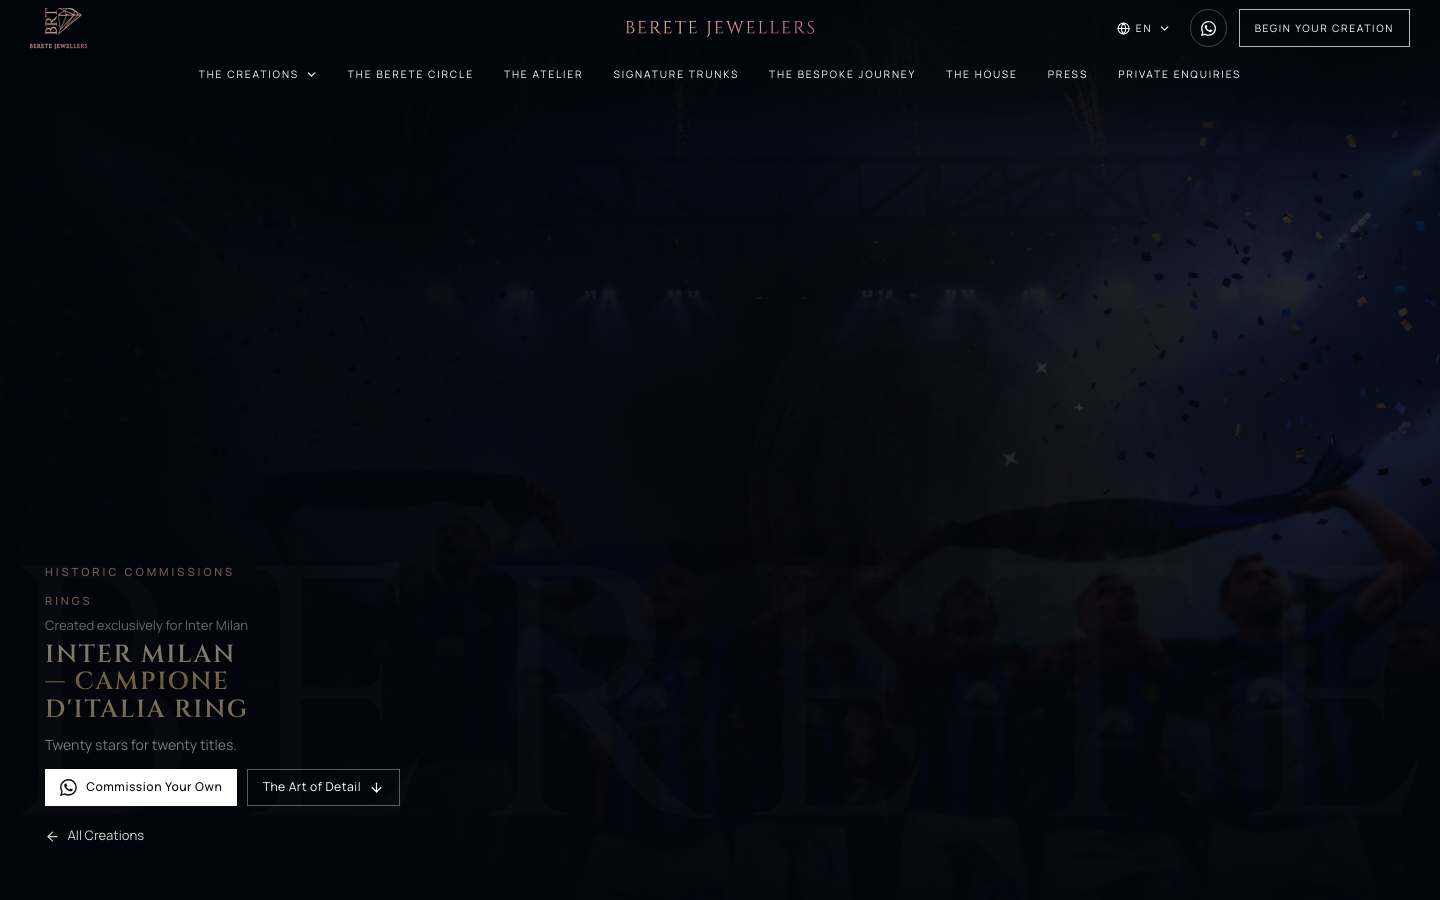 BRT
BERETE JEWELLERS
BERETE JEWELLERS
EN
BEGIN YOUR CREATION
THE CREATIONS
THE BERETE CIRCLE
THE ATELIER
SIGNATURE TRUNKS
THE BESPOKE JOURNEY
THE HOUSE
PRESS
PRIVATE ENQUIRIES
BERETE
HISTORIC COMMISSIONS
RINGS
Created exclusively for Inter Milan
INTER MILAN
— CAMPIONE
D'ITALIA RING
Twenty stars for twenty titles.
Commission Your Own
The Art of Detail
All Creations